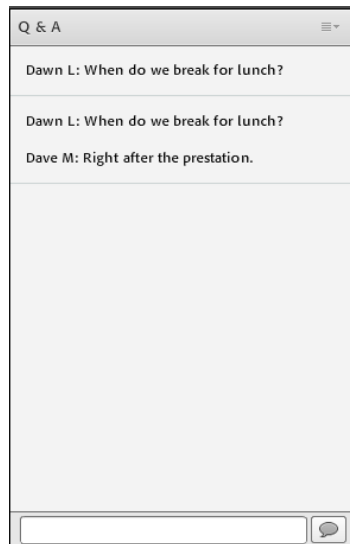 Q & A
Dawn L: When do we break for lunch?
Dawn L: When do we break for lunch?
Dave M: Right after the prestation.